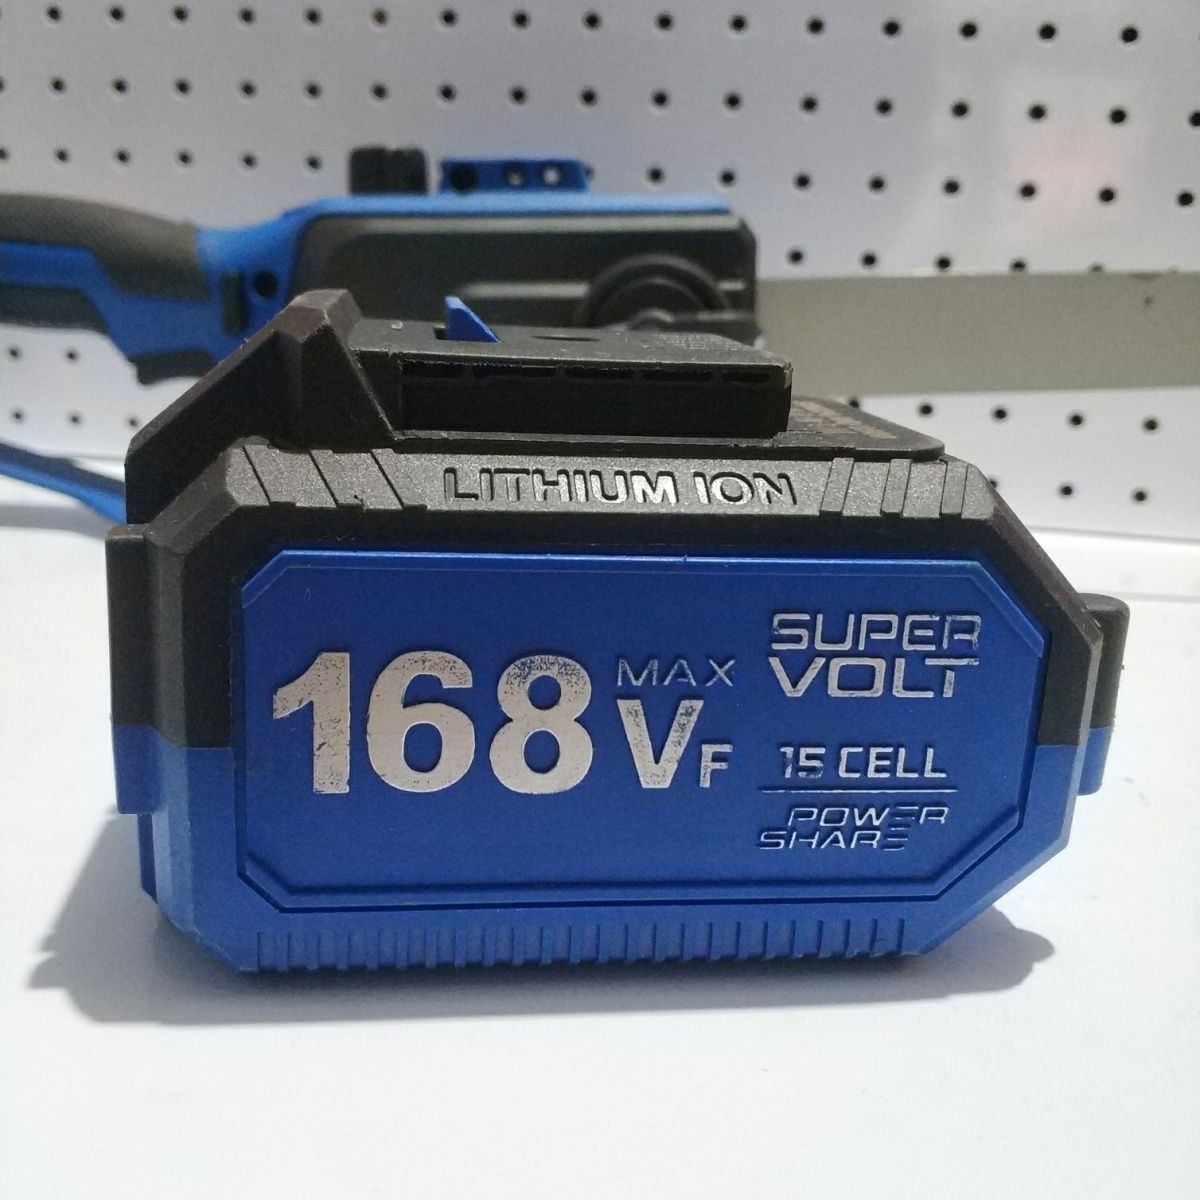 LITHIUM ION
168 MAX VF
SUPER
VOLT
15 CELL
POWER
SHARE